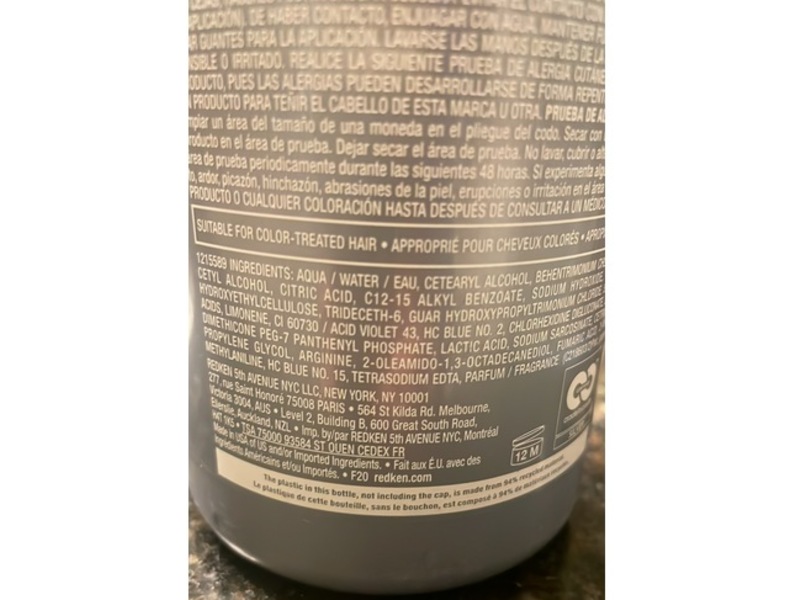 APLICACIÓN). DE HABER CONTACTO, ENJUAGAR CON AGUA. MANTENER
GUANTES PARA LA APLICACIÓN. LAVARSE LAS MANOS DESPUÉS DE LA
O IRRITADO. REALICE LA SIGUIENTE PRUEBA DE ALERGIA
PUES LAS ALERGIAS PUEDEN DESARROLLARSE DE FORMA
PRODUCTO PARA TEÑIR EL CABELLO DE ESTA MARCA U OTRA. PRUEBA DE
un área del tamaño de una moneda en el pliegue del codo. Secar con
en el área de prueba. Dejar secar el área de prueba. No lavar, cubrir o
de prueba periodicamente durante las siguientes 48 horas. Si experimenta
ardor, picazón, hinchazón, abrasiones de la piel, erupciones o irritación en el área
PRODUCTO O CUALQUIER COLORACIÓN HASTA DESPUÉS DE CONSULTAR A UN MÉDICO
SUITABLE FOR COLOR-TREATED HAIR • APPROPRIÉ POUR CHEVEUX COLORÉS •
1215589 INGREDIENTS: AQUA / WATER / EAU, CETEARYL ALCOHOL, BEHENTRIMONIUM
CETYL ALCOHOL, CITRIC ACID, C12-15 ALKYL BENZOATE, SODIUM HYDROXIDE,
HYDROXYETHYLCELLULOSE, TRIDECETH-6, GUAR HYDROXYPROPYLTRIMONIUM CHLORIDE,
ACIDS, LIMONENE, CI 60730 / ACID VIOLET 43, HC BLUE NO. 2, CHLORHEXIDINE DIGLUCONATE,
DIMETHICONE PEG-7 PANTHENYL PHOSPHATE, LACTIC ACID, SODIUM SARCOSINATE,
PROPYLENE GLYCOL, ARGININE, 2-OLEAMIDO-1,3-OCTADECANEDIOL, FUMARIC ACID,
METHYLANILINE, HC BLUE NO. 15, TETRASODIUM EDTA, PARFUM / FRAGRANCE
REDKEN 5th AVENUE NYC LLC, NEW YORK, NY 10001
277, rue Saint Honoré 75008 PARIS • 564 St Kilda Rd. Melbourne,
Victoria 3004, AUS • Level 2, Building B, 600 Great South Road,
Ellerslie, Auckland, NZL • Imp. by/par REDKEN 5th AVENUE NYC, Montréal
H4T 1K5 • TSA 75000 93584 ST OUEN CEDEX FR
Made in USA of US and/or Imported Ingredients. • Fait aux É.U. avec des
Ingrédients Américains et/ou Importés. • F20 redken.com
12 M
The plastic in this bottle, not including the cap, is made from 94% recycled material.
Le plastique de cette bouteille, sans le bouchon, est composé à 94% de matériaux recyclés.